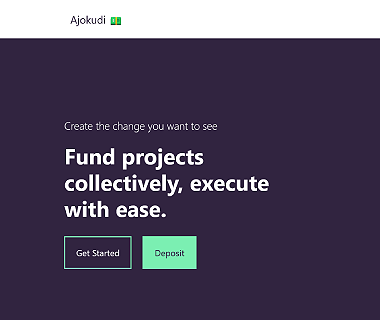 Ajokudi 💵
Create the change you want to see
Fund projects
collectively, execute
with ease.
Get Started
Deposit